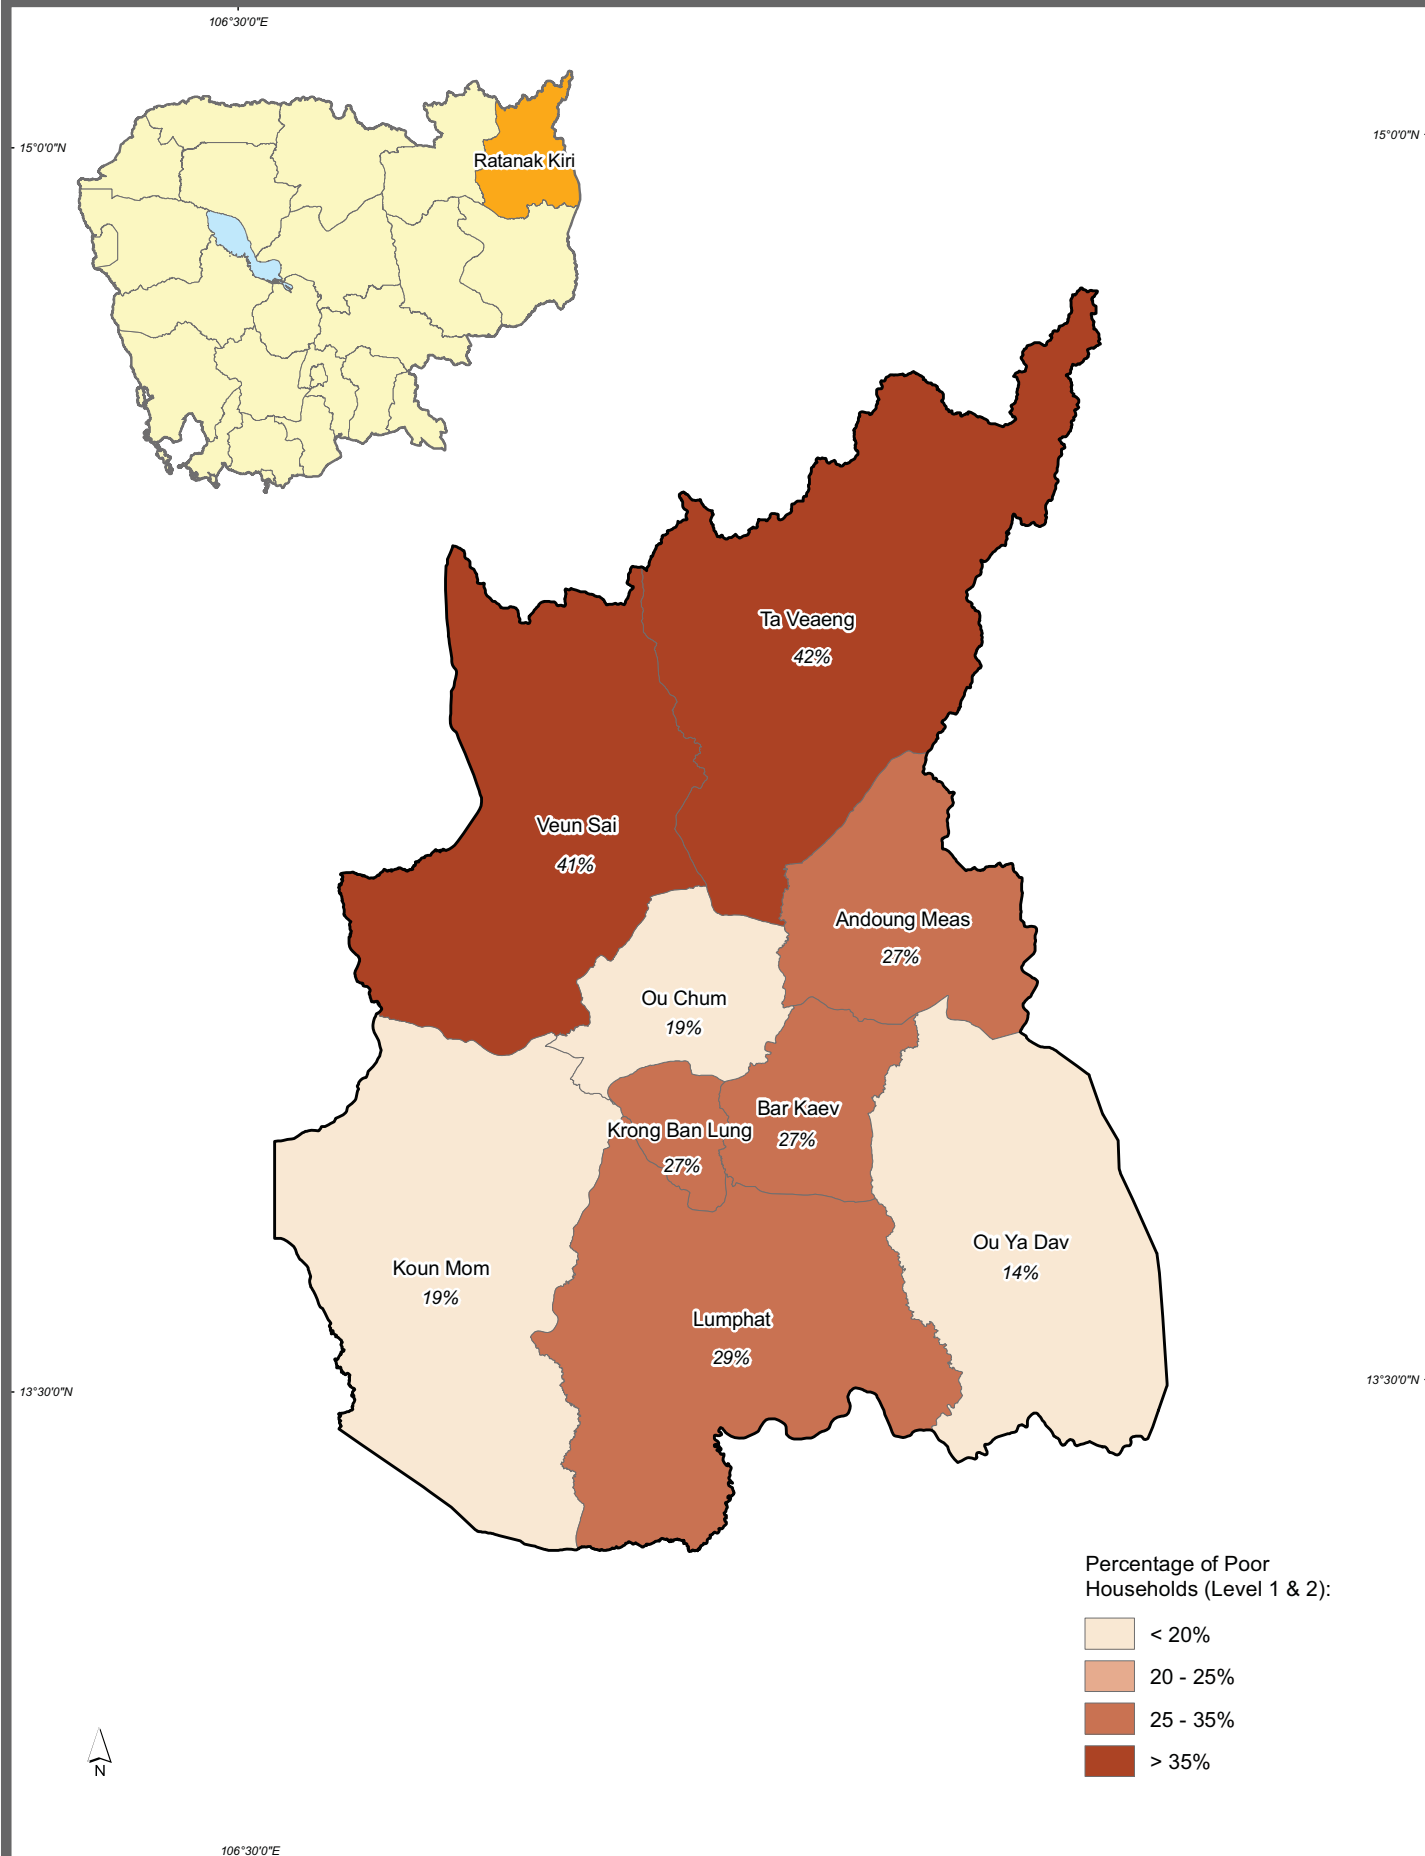 106°30'0"E
15°0'0"N
15°0'0"N
Ratanak Kiri
Ta Veaeng
42%
Veun Sai
41%
Andoung Meas
27%
Ou Chum
19%
Bar Kaev
27%
Krong Ban Lung
27%
Ou Ya Dav
14%
Koun Mom
19%
Lumphat
29%
13°30'0"N
13°30'0"N
Percentage of Poor
Households (Level 1 & 2):
< 20%
20 - 25%
25 - 35%
> 35%
N
106°30'0"E